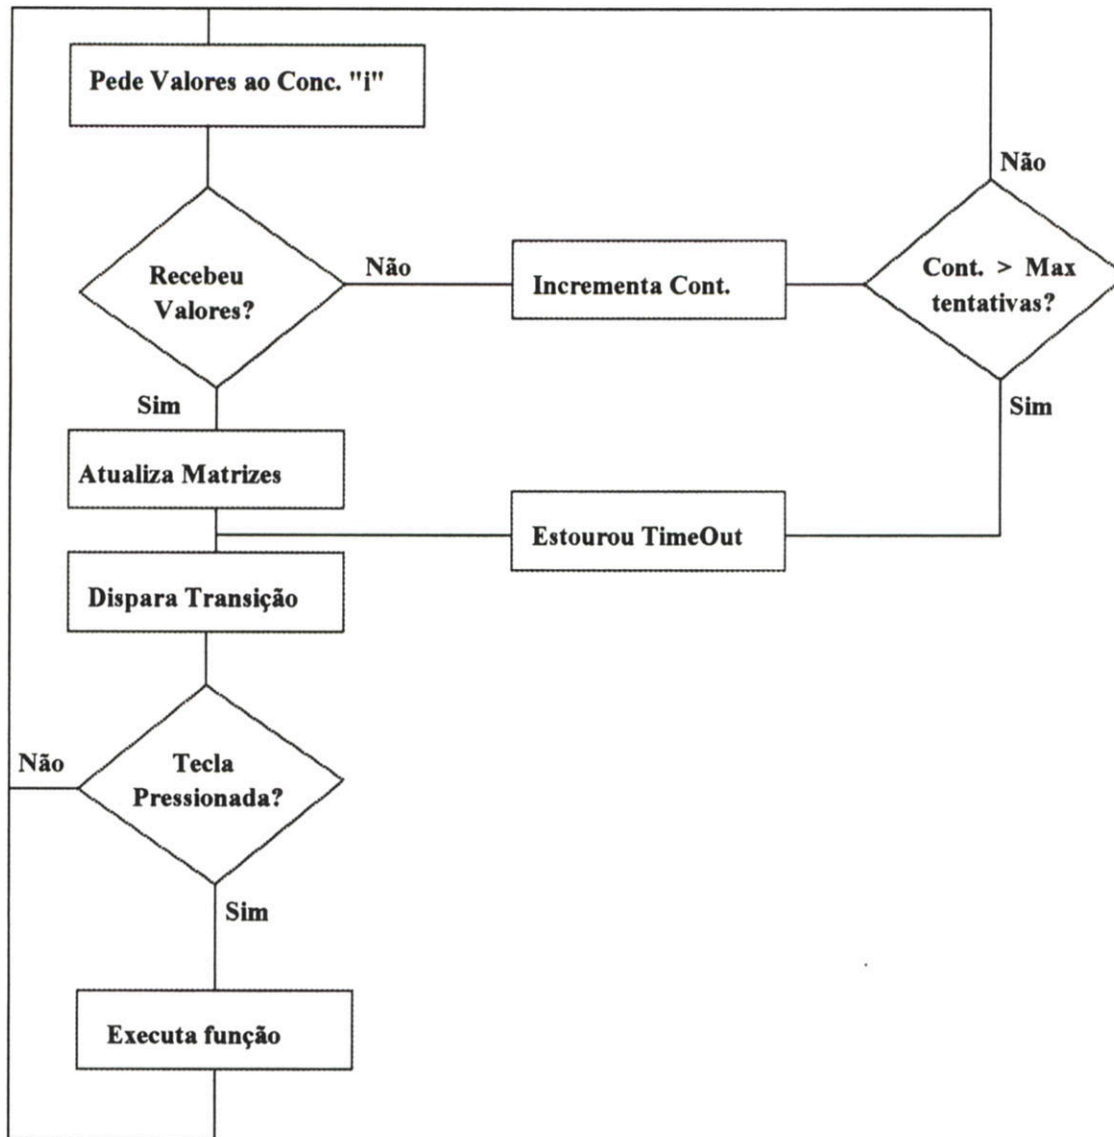 Pede Valores ao Conc. "i"
Não
Recebeu
Valores?
Não
Incrementa Cont.
Cont. > Max
tentativas?
Sim
Sim
Atualiza Matrizes
Estourou TimeOut
Dispara Transição
Não
Tecla
Pressionada?
Sim
Executa função